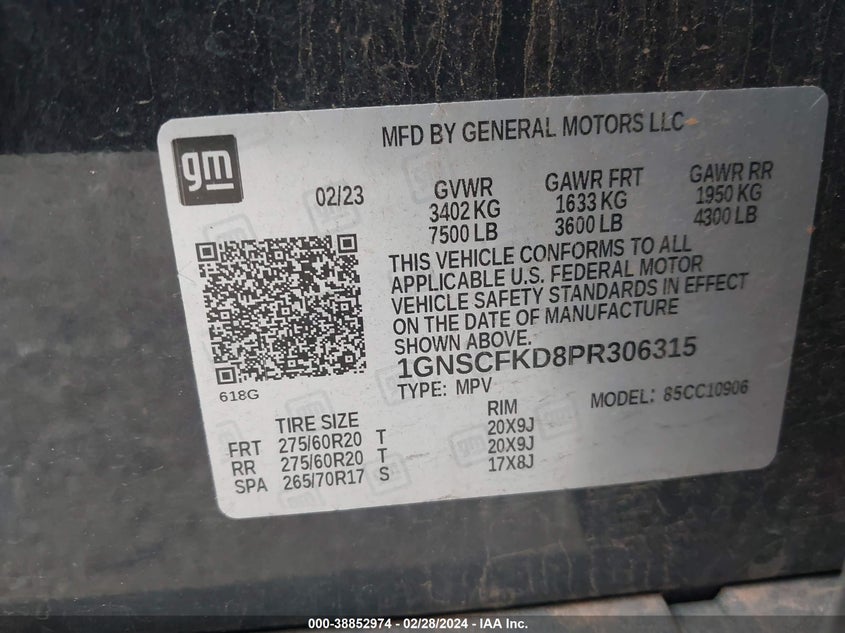 MFD BY GENERAL MOTORS LLC
gm
02/23
GVWR GAWR FRT GAWR RR
3402 KG 1633 KG 1950 KG
7500 LB 3600 LB 4300 LB
THIS VEHICLE CONFORMS TO ALL
APPLICABLE U.S. FEDERAL MOTOR
VEHICLE SAFETY STANDARDS IN EFFECT
ON THE DATE OF MANUFACTURE
SHOWN ABOVE.
1GNSCFKD8PR306315
618G
TYPE: MPV MODEL: 85CC10906
TIRE SIZE RIM
FRT 275/60R20 T 20X9J
RR 275/60R20 T 20X9J
SPA 265/70R17 S 17X8J
000-38852974 - 02/28/2024 - IAA Inc.